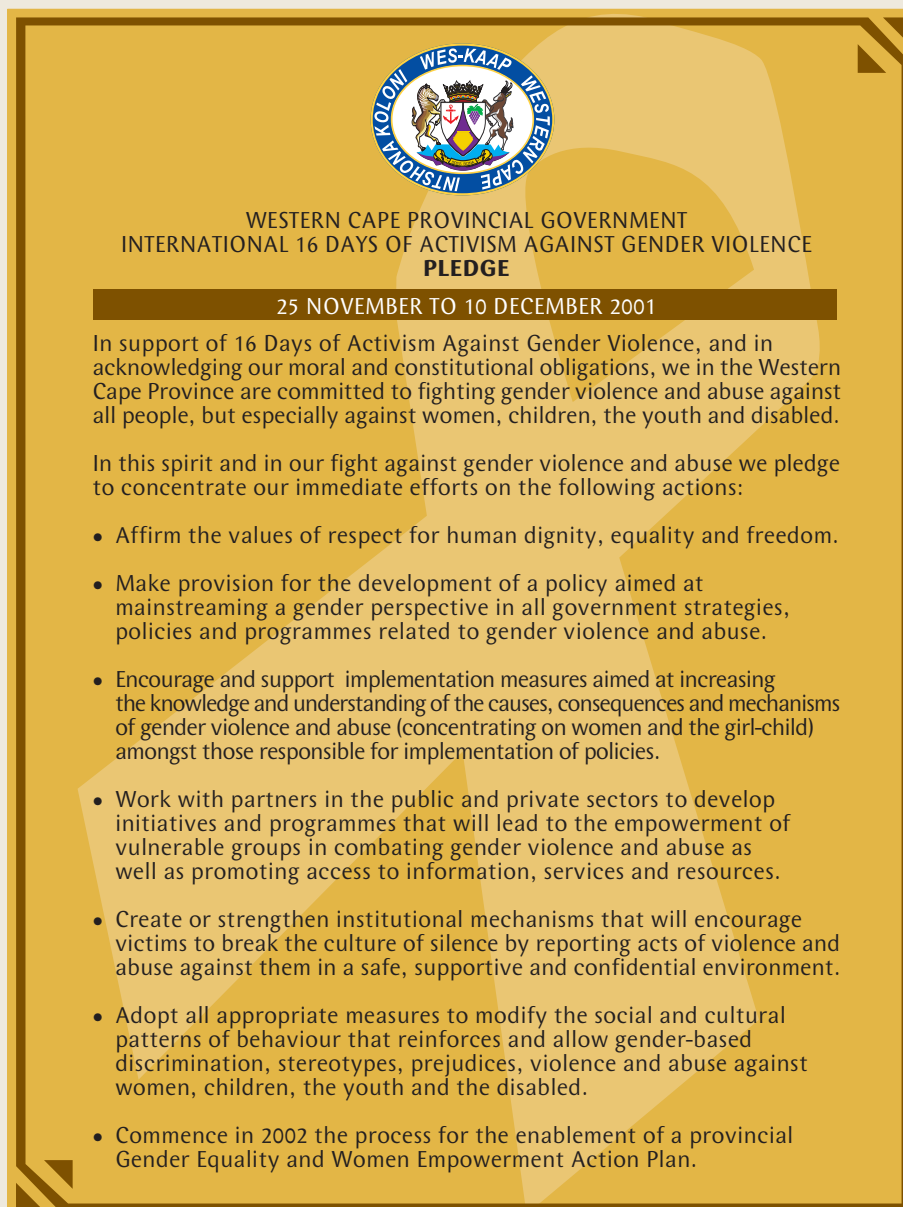 WES-KAAP WESTERN CAPE INTSHONA KOLONI
WESTERN CAPE PROVINCIAL GOVERNMENT
INTERNATIONAL 16 DAYS OF ACTIVISM AGAINST GENDER VIOLENCE
PLEDGE
25 NOVEMBER TO 10 DECEMBER 2001
In support of 16 Days of Activism Against Gender Violence, and in
acknowledging our moral and constitutional obligations, we in the Western
Cape Province are committed to fighting gender violence and abuse against
all people, but especially against women, children, the youth and disabled.
In this spirit and in our fight against gender violence and abuse we pledge
to concentrate our immediate efforts on the following actions:
• Affirm the values of respect for human dignity, equality and freedom.
• Make provision for the development of a policy aimed at
mainstreaming a gender perspective in all government strategies,
policies and programmes related to gender violence and abuse.
• Encourage and support implementation measures aimed at increasing
the knowledge and understanding of the causes, consequences and mechanisms
of gender violence and abuse (concentrating on women and the girl-child)
amongst those responsible for implementation of policies.
• Work with partners in the public and private sectors to develop
initiatives and programmes that will lead to the empowerment of
vulnerable groups in combating gender violence and abuse as
well as promoting access to information, services and resources.
• Create or strengthen institutional mechanisms that will encourage
victims to break the culture of silence by reporting acts of violence and
abuse against them in a safe, supportive and confidential environment.
• Adopt all appropriate measures to modify the social and cultural
patterns of behaviour that reinforces and allow gender-based
discrimination, stereotypes, prejudices, violence and abuse against
women, children, the youth and the disabled.
• Commence in 2002 the process for the enablement of a provincial
Gender Equality and Women Empowerment Action Plan.